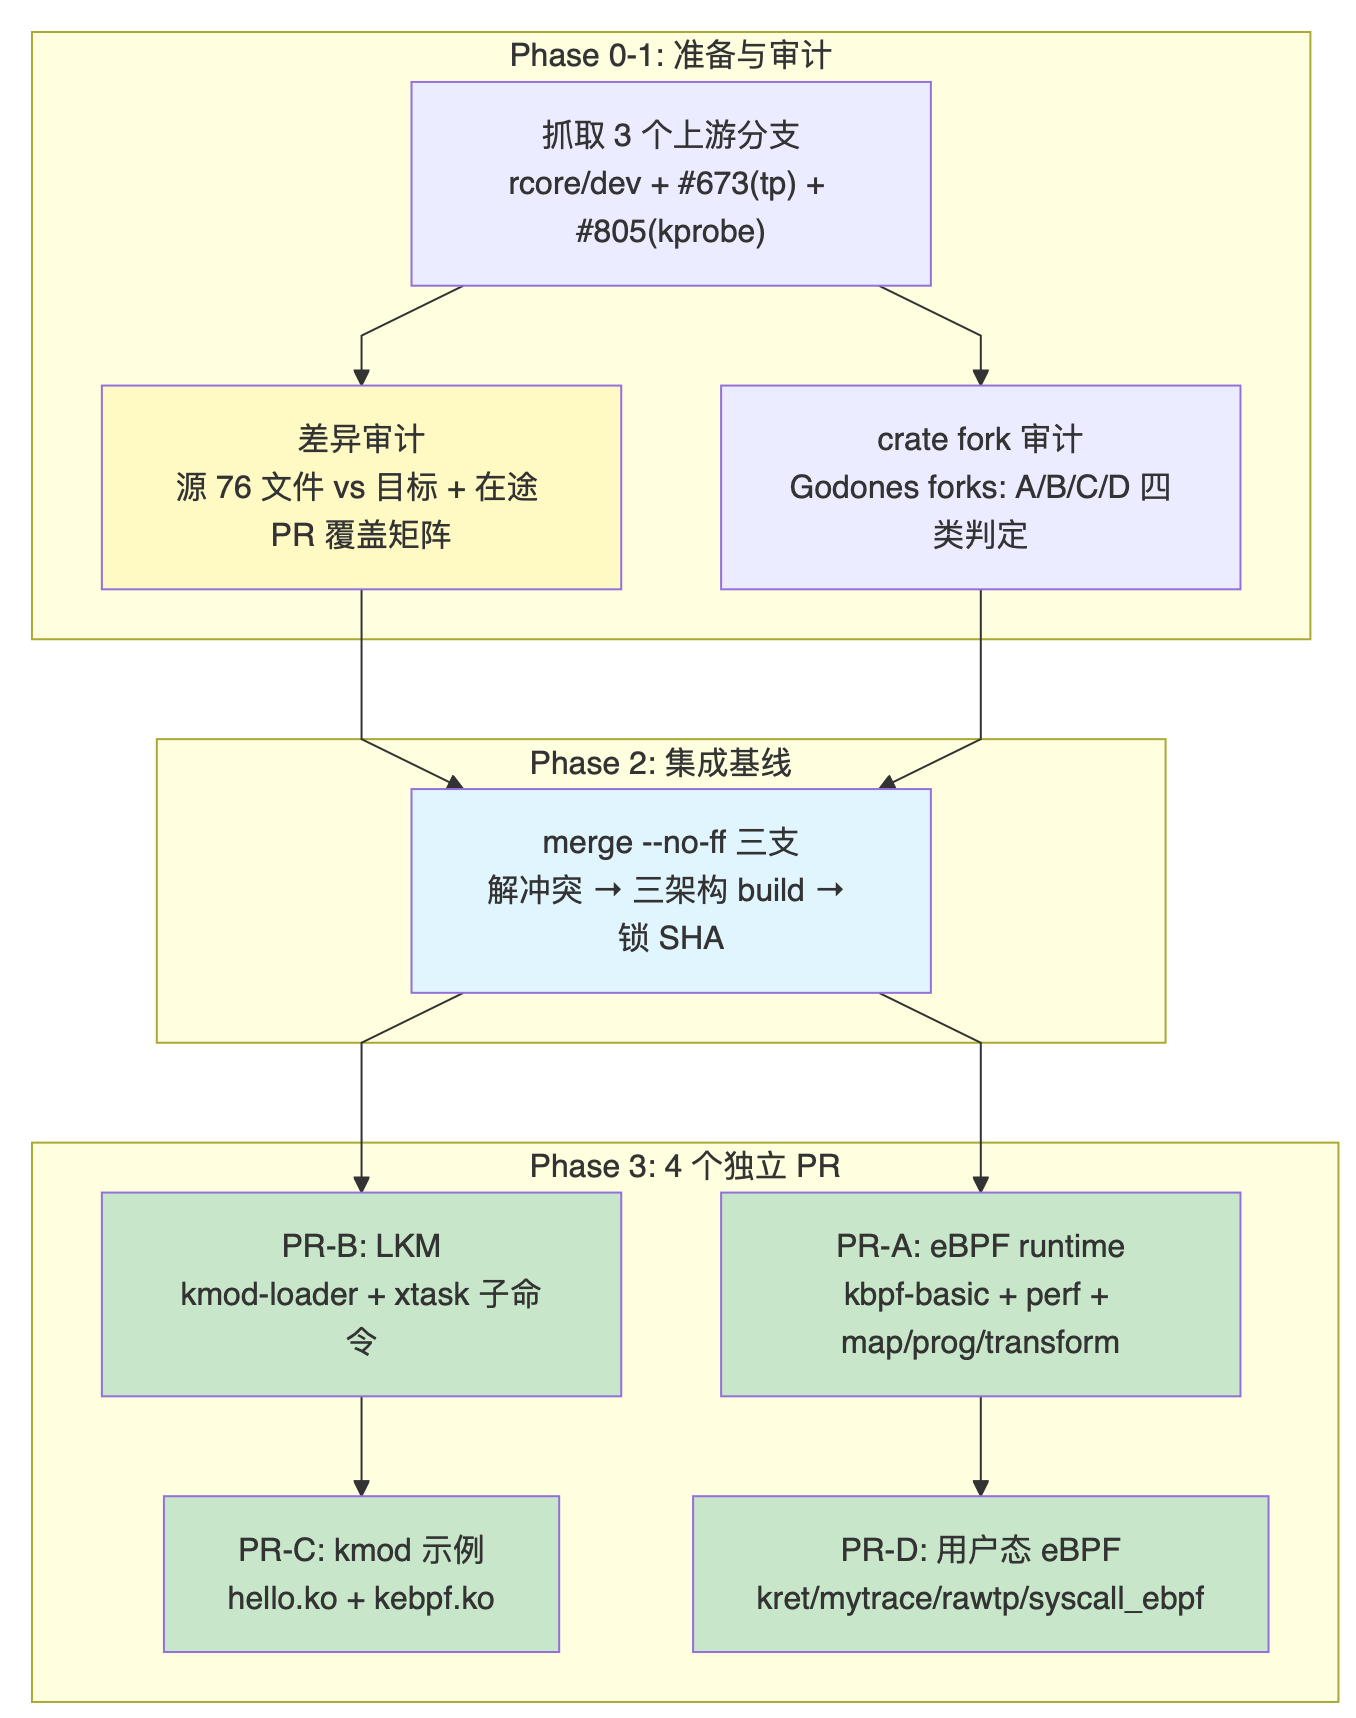 Phase 0-1: 准备与审计
抓取 3 个上游分支
rcore/dev + #673(tp) +
#805(kprobe)
差异审计
源 76 文件 vs 目标 + 在途
PR 覆盖矩阵
crate fork 审计
Godones forks: A/B/C/D 四
类判定
Phase 2: 集成基线
merge --no-ff 三支
解冲突 → 三架构 build →
锁 SHA
Phase 3: 4 个独立 PR
PR-B: LKM
kmod-loader + xtask 子命
令
PR-A: eBPF runtime
kbpf-basic + perf +
map/prog/transform
PR-C: kmod 示例
hello.ko + kebpf.ko
PR-D: 用户态 eBPF
kret/mytrace/rawtp/syscall_ebpf